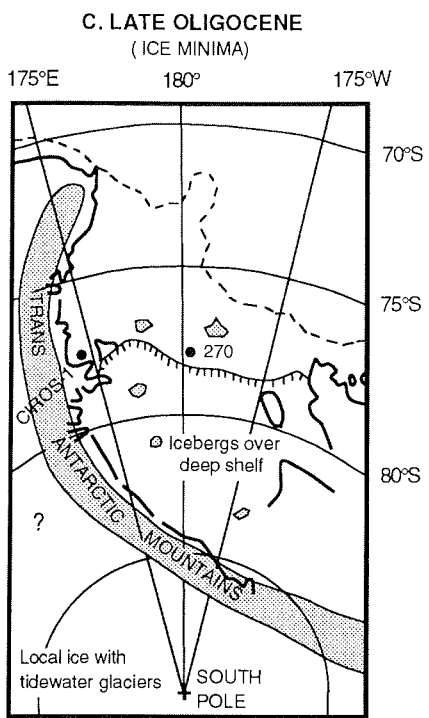 C. LATE OLIGOCENE
( ICE MINIMA)
175°E 180° 175°W
70°S
75°S
270
TRANS
CIROS-1
ANTARCTIC MOUNTAINS
Icebergs over
deep shelf
80°S
?
Local ice with
tidewater glaciers
SOUTH
POLE